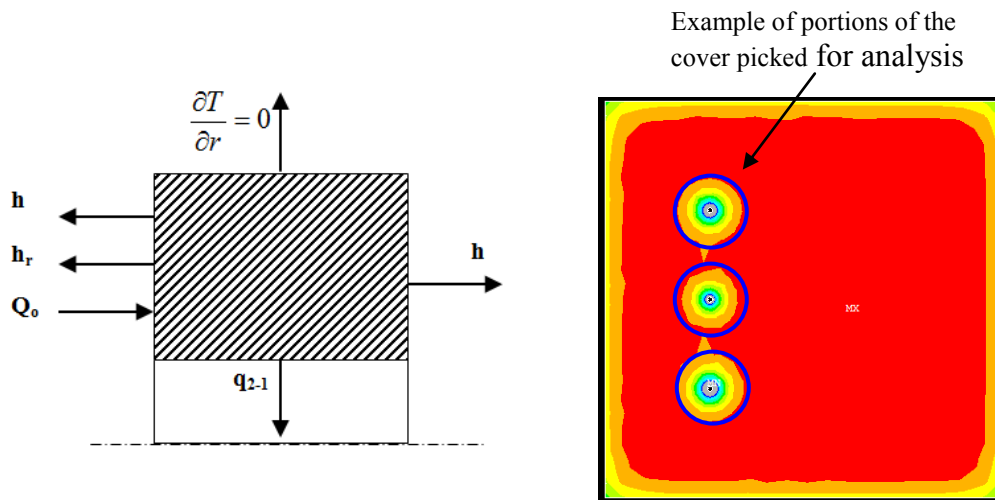 Example of portions of the
cover picked for analysis
∂T/∂r = 0
h
h_r
Q_o
h
q_2-1
MX